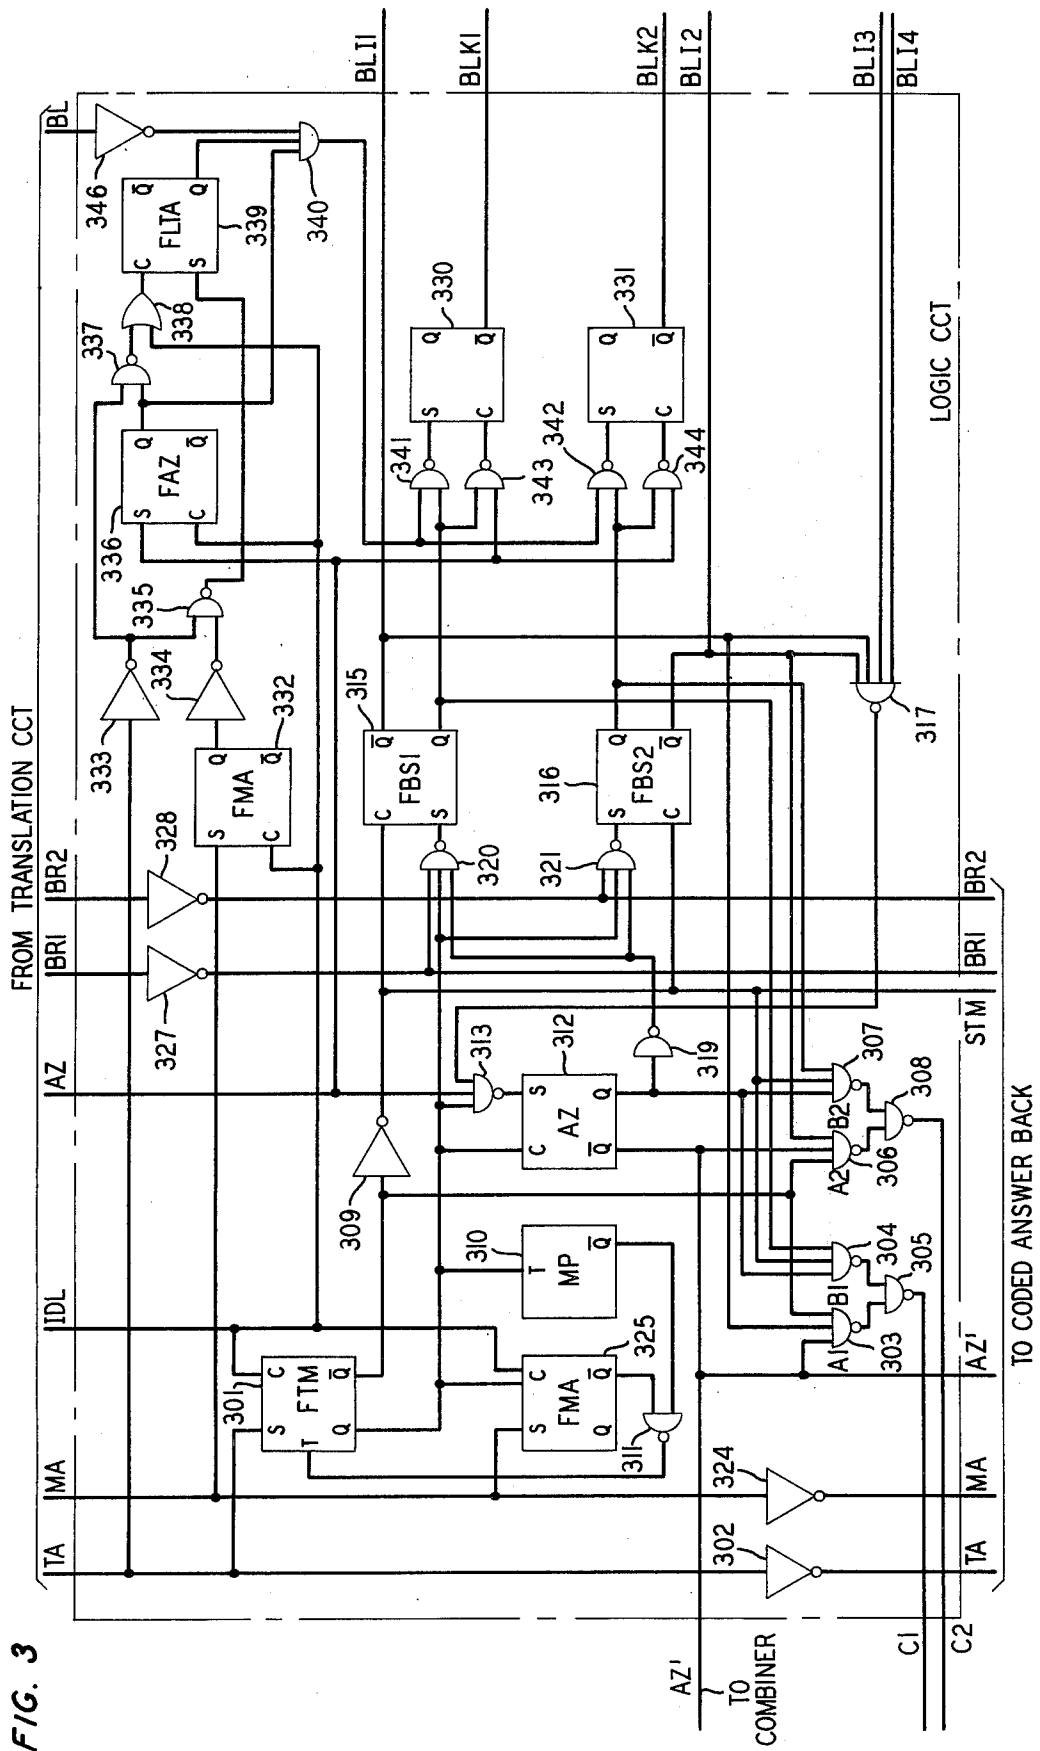 FIG. 3
FROM TRANSLATION CCT
TA
MA
IDL
AZ
BR1
BR2
BL
301
S
C
FTM
T
Q
Q̅
309
327
328
333
334
335
S
Q
FMA
C
Q̅
332
336
S
Q
FAZ
C
Q̅
337
338
C
Q̅
FLTA
S
Q
339
346
340
S
C
FMA
Q
Q̅
325
311
310
T
MP
Q̅
313
312
C
S
AZ
Q̅
Q
319
320
321
C
Q̅
FBS1
S
Q
315
316
S
Q
FBS2
C
Q̅
341
343
342
344
S
Q
C
Q̅
330
S
Q
C
Q̅
331
317
BLI1
BLK1
BLK2
BLI2
BLI3
BLI4
LOGIC CCT
302
324
A1
B1
303
304
305
A2
B2
306
307
308
AZ'
TO
COMBINER
C1
C2
TA
MA
AZ'
STM
BR1
BR2
TO CODED ANSWER BACK